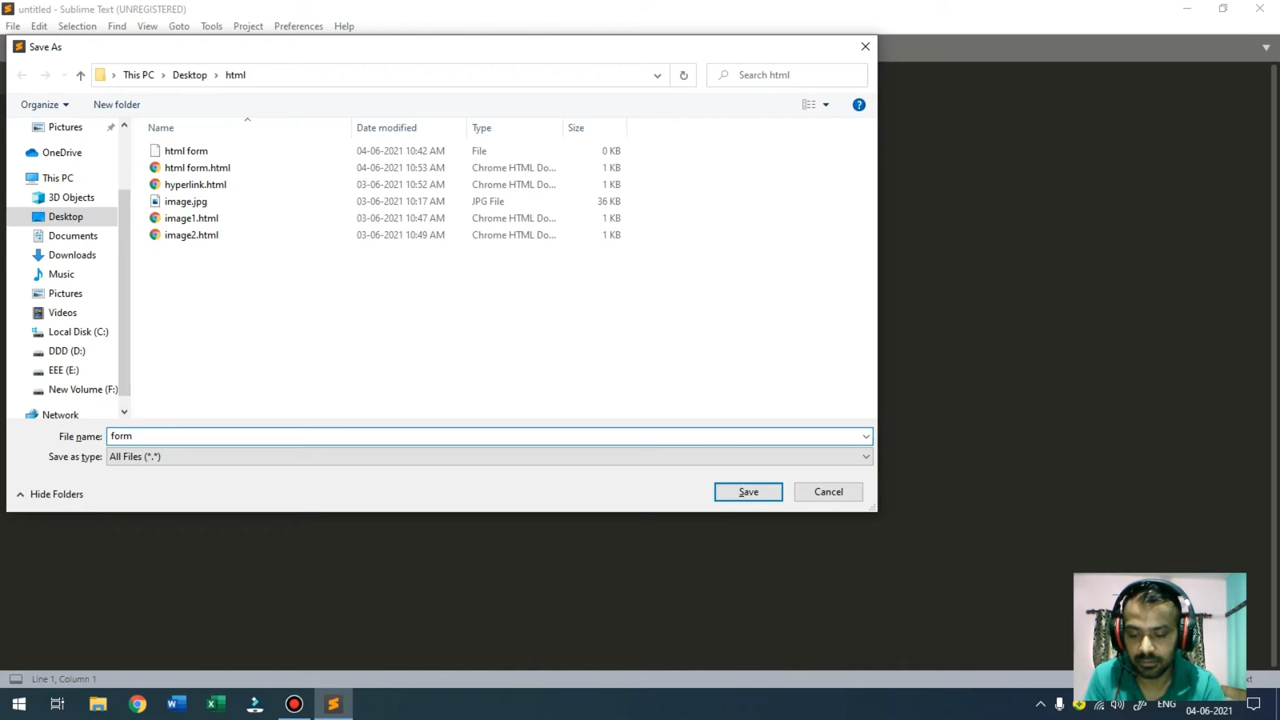 untitled - Sublime Text (UNREGISTERED)
File Edit Selection Find View Goto Tools Project Preferences Help
Save As
This PC > Desktop > html
Search html
Organize New folder
Name Date modified Type Size
Pictures
OneDrive
This PC
3D Objects
Desktop
Documents
Downloads
Music
Pictures
Videos
Local Disk (C:)
DDD (D:)
EEE (E:)
New Volume (F:)
Network
html form 04-06-2021 10:42 AM File 0 KB
html form.html 04-06-2021 10:53 AM Chrome HTML Do... 1 KB
hyperlink.html 03-06-2021 10:52 AM Chrome HTML Do... 1 KB
image.jpg 03-06-2021 10:17 AM JPG File 36 KB
image1.html 03-06-2021 10:47 AM Chrome HTML Do... 1 KB
image2.html 03-06-2021 10:49 AM Chrome HTML Do... 1 KB
File name: form
Save as type: All Files (*.*)
Hide Folders
Save Cancel
Line 1, Column 1
ENG
04-06-2021